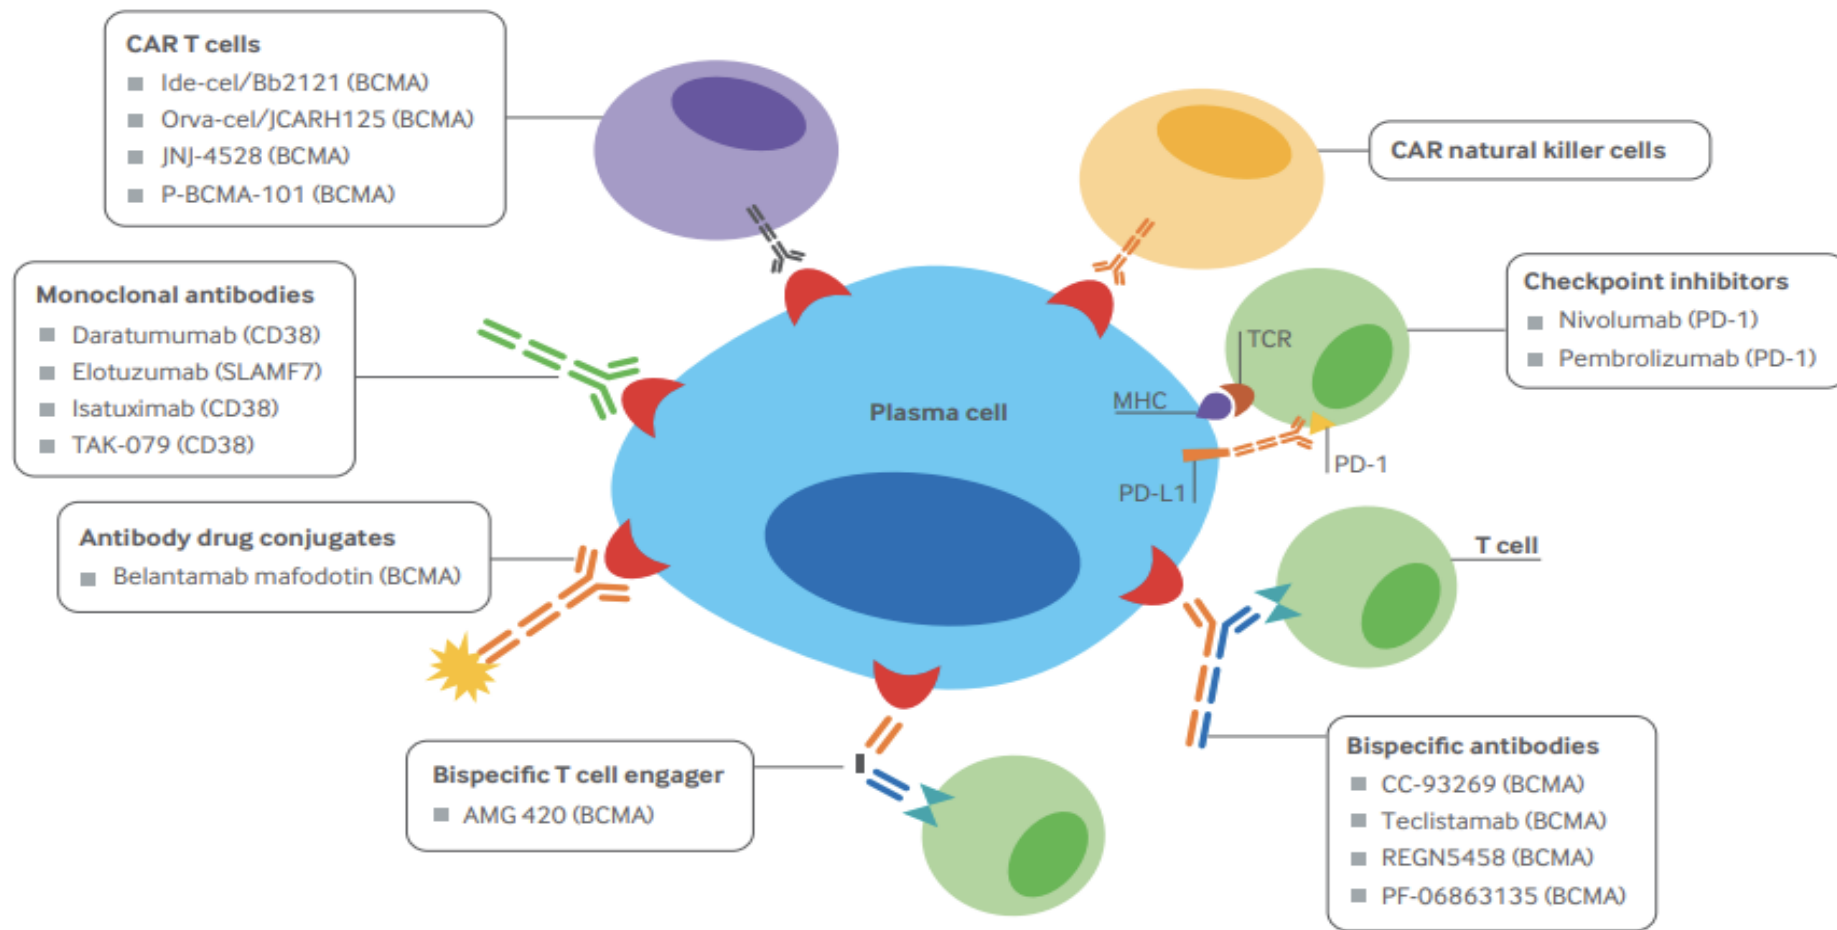 CAR T cells
Ide-cel/Bb2121 (BCMA)
Orva-cel/JCARH125 (BCMA)
JNJ-4528 (BCMA)
P-BCMA-101 (BCMA)
CAR natural killer cells
Monoclonal antibodies
Daratumumab (CD38)
Elotuzumab (SLAMF7)
Isatuximab (CD38)
TAK-079 (CD38)
Checkpoint inhibitors
Nivolumab (PD-1)
Pembrolizumab (PD-1)
TCR
MHC
Plasma cell
PD-1
PD-L1
Antibody drug conjugates
Belantamab mafodotin (BCMA)
T cell
Bispecific T cell engager
AMG 420 (BCMA)
Bispecific antibodies
CC-93269 (BCMA)
Teclistamab (BCMA)
REGN5458 (BCMA)
PF-06863135 (BCMA)